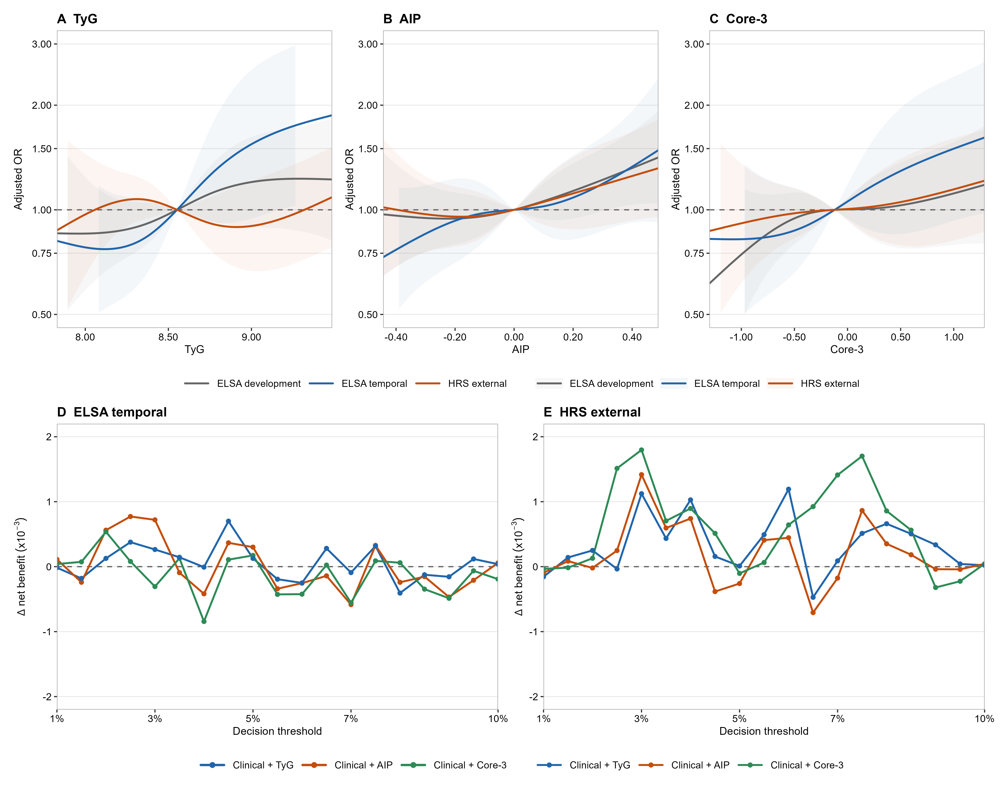 A TyG
3.00
2.00
1.50
1.00
0.75
0.50
Adjusted OR
8.00 8.50 9.00
TyG
B AIP
3.00
2.00
1.50
1.00
0.75
0.50
Adjusted OR
-0.40 -0.20 0.00 0.20 0.40
AIP
C Core-3
3.00
2.00
1.50
1.00
0.75
0.50
Adjusted OR
-1.00 -0.50 0.00 0.50 1.00
Core-3
ELSA development ELSA temporal HRS external
ELSA development ELSA temporal HRS external
D ELSA temporal
2
1
0
-1
-2
Δ net benefit (x10⁻³)
1% 3% 5% 7% 10%
Decision threshold
E HRS external
2
1
0
-1
-2
Δ net benefit (x10⁻³)
1% 3% 5% 7% 10%
Decision threshold
Clinical + TyG Clinical + AIP Clinical + Core-3
Clinical + TyG Clinical + AIP Clinical + Core-3